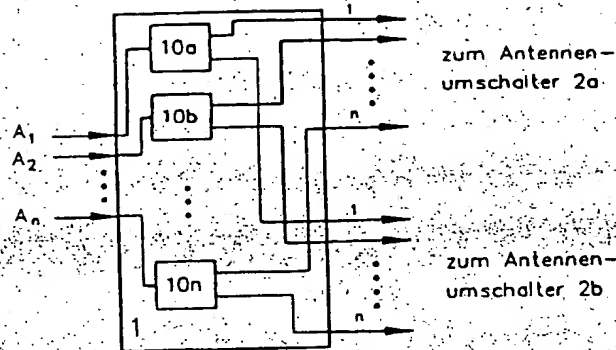 1
10a
zum Antennen-
umschalter 2a
10b
n
A1
A2
An
1
10n
zum Antennen-
umschalter 2b
1
n